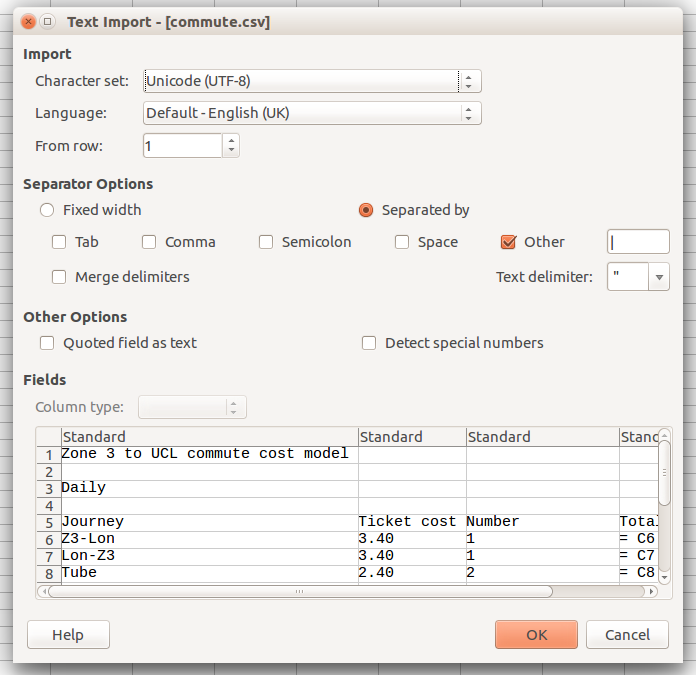 Text Import - [commute.csv]
Import
Character set: Unicode (UTF-8)
Language: Default - English (UK)
From row: 1
Separator Options
Fixed width Separated by
Tab Comma Semicolon Space Other |
Merge delimiters Text delimiter: "
Other Options
Quoted field as text Detect special numbers
Fields
Column type:
Standard Standard Standard Stand
1 Zone 3 to UCL commute cost model
2
3 Daily
4
5 Journey Ticket cost Number Total
6 Z3-Lon 3.40 1 = C6
7 Lon-Z3 3.40 1 = C7
8 Tube 2.40 2 = C8
Help OK Cancel